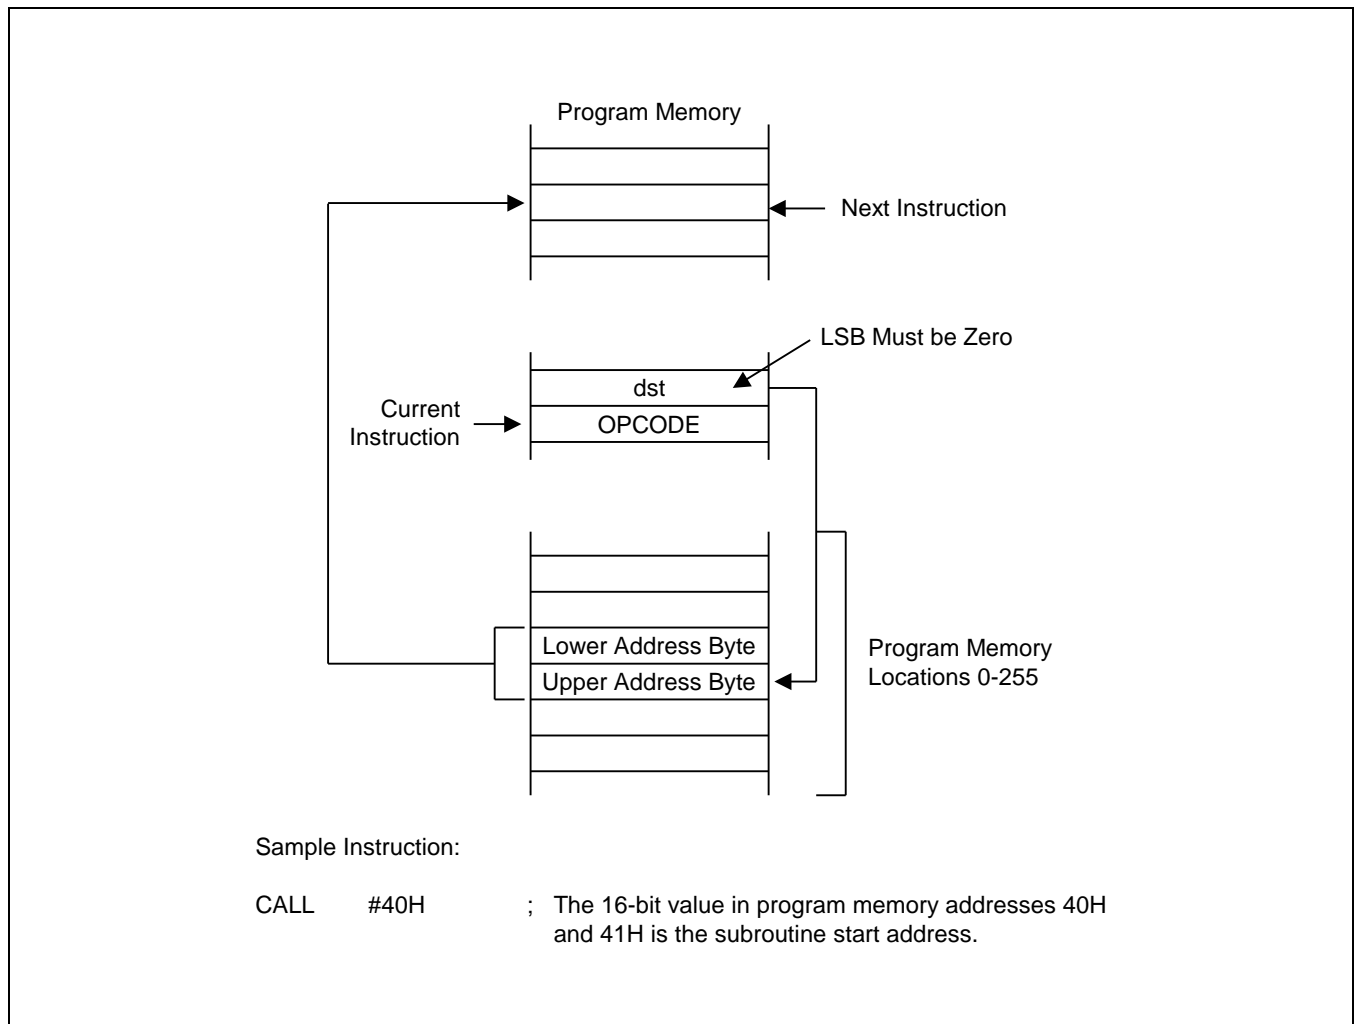 Program Memory
Next Instruction
LSB Must be Zero
dst
Current
Instruction
OPCODE
Lower Address Byte
Upper Address Byte
Program Memory
Locations 0-255
Sample Instruction:
CALL #40H ; The 16-bit value in program memory addresses 40H
and 41H is the subroutine start address.